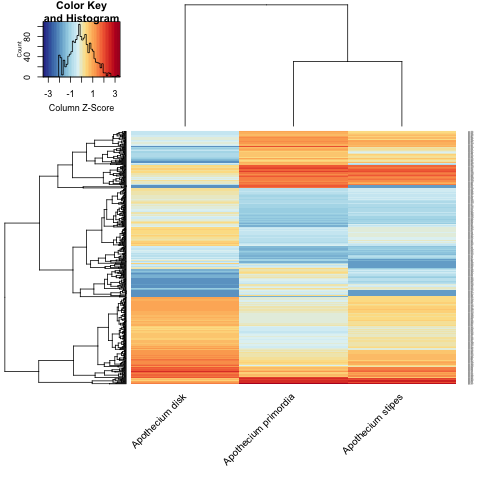 Color Key
and Histogram
Count
0 40 80
-3 -1 1 3
Column Z-Score
Apothecium disk
Apothecium primordia
Apothecium stipes